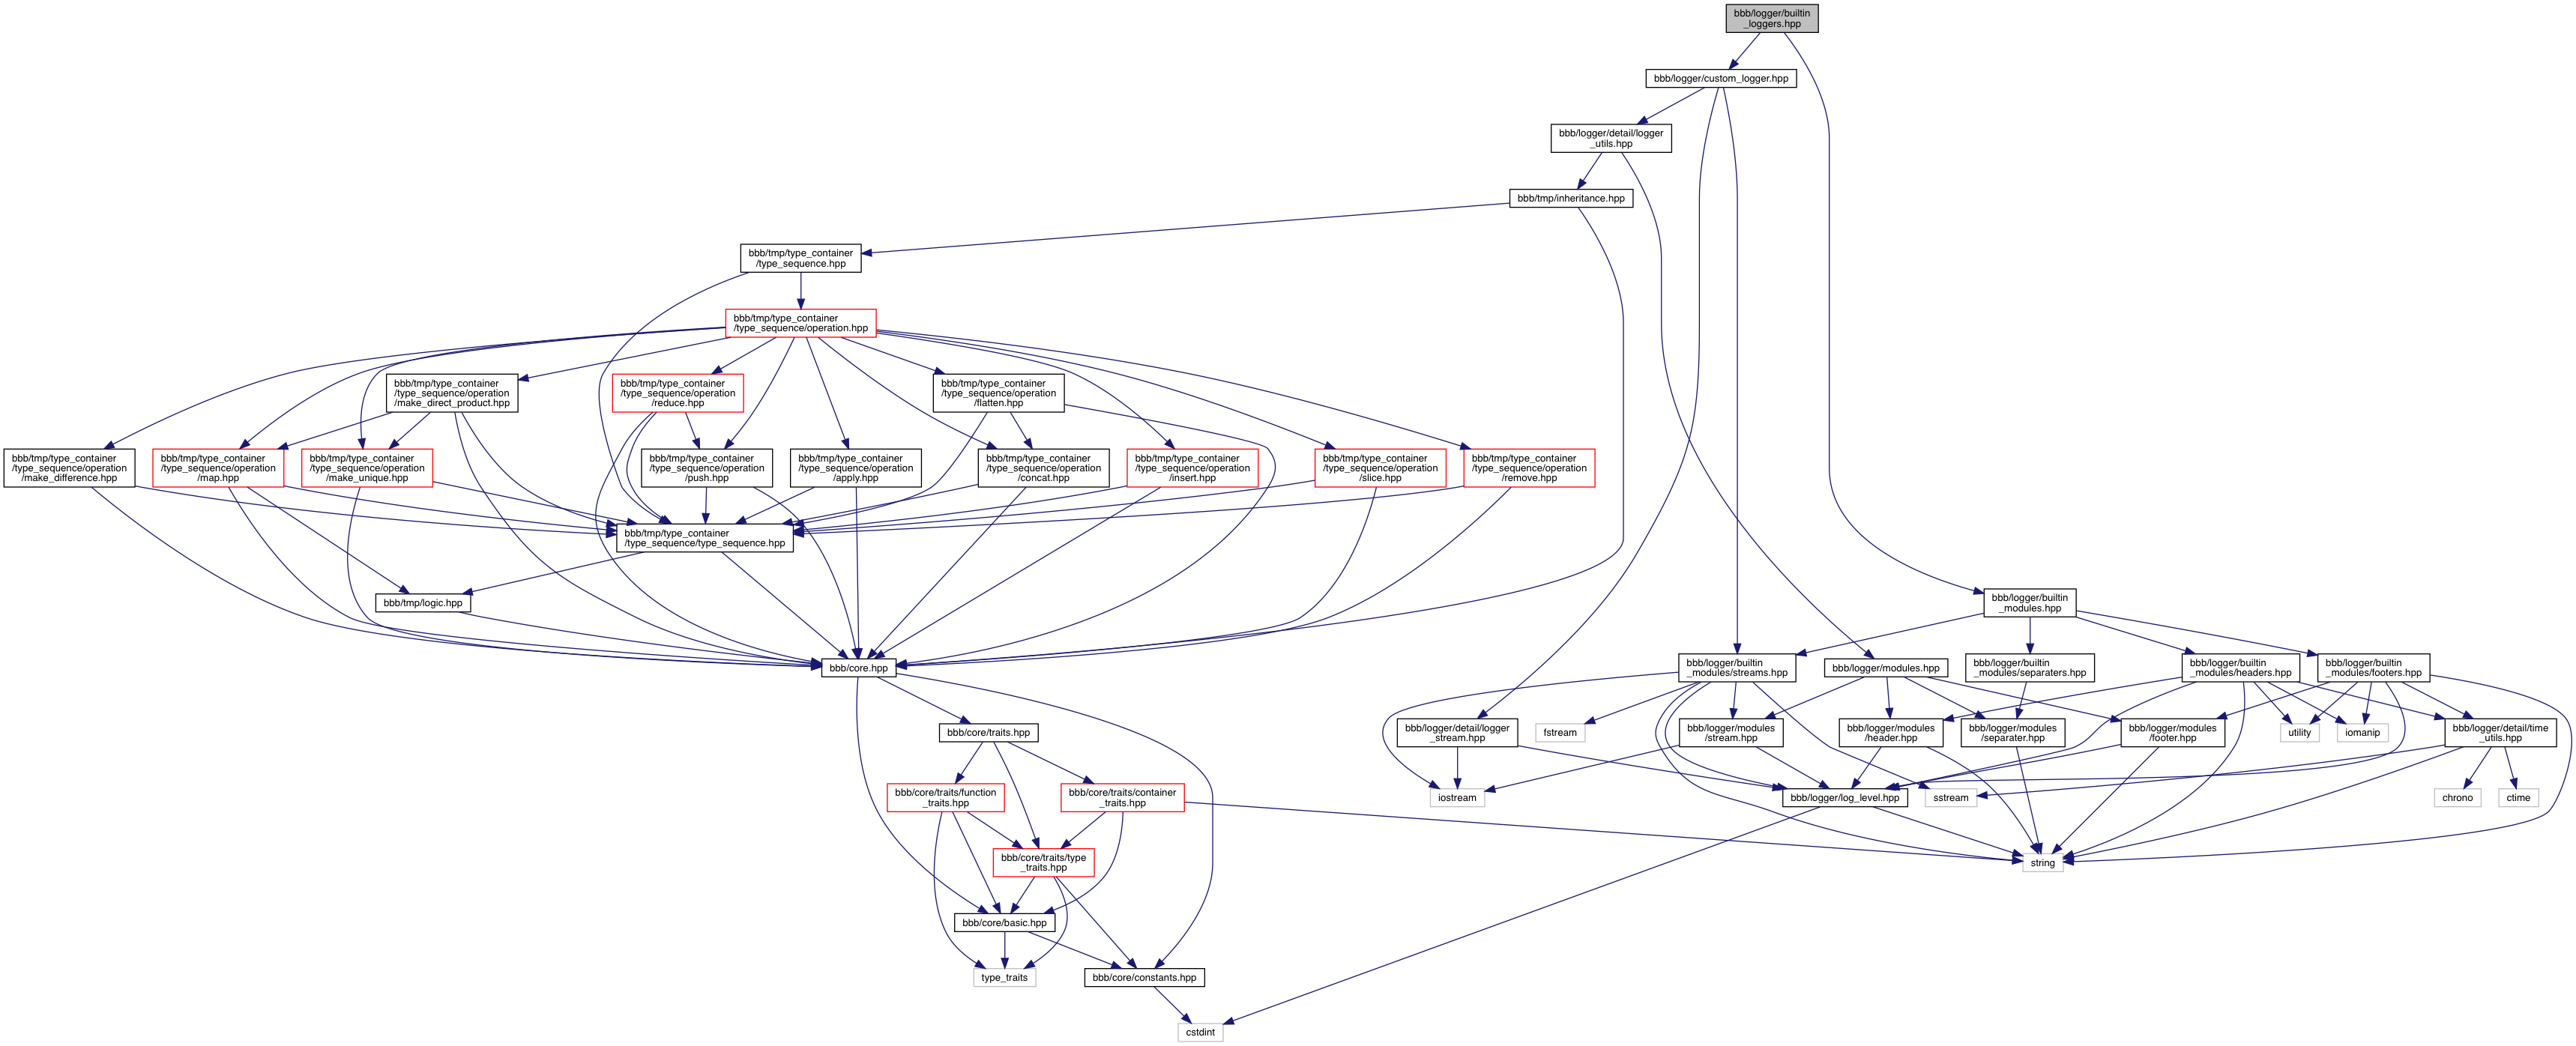 bbb/logger/builtin
_loggers.hpp
bbb/logger/custom_logger.hpp
bbb/logger/detail/logger
_utils.hpp
bbb/tmp/inheritance.hpp
bbb/tmp/type_container
/type_sequence.hpp
bbb/tmp/type_container
/type_sequence/operation.hpp
bbb/tmp/type_container
/type_sequence/operation
/make_direct_product.hpp
bbb/tmp/type_container
/type_sequence/operation
/reduce.hpp
bbb/tmp/type_container
/type_sequence/operation
/flatten.hpp
bbb/tmp/type_container
/type_sequence/operation
/make_difference.hpp
bbb/tmp/type_container
/type_sequence/operation
/map.hpp
bbb/tmp/type_container
/type_sequence/operation
/make_unique.hpp
bbb/tmp/type_container
/type_sequence/operation
/push.hpp
bbb/tmp/type_container
/type_sequence/operation
/apply.hpp
bbb/tmp/type_container
/type_sequence/operation
/concat.hpp
bbb/tmp/type_container
/type_sequence/operation
/insert.hpp
bbb/tmp/type_container
/type_sequence/operation
/slice.hpp
bbb/tmp/type_container
/type_sequence/operation
/remove.hpp
bbb/tmp/type_container
/type_sequence/type_sequence.hpp
bbb/tmp/logic.hpp
bbb/logger/builtin
_modules.hpp
bbb/core.hpp
bbb/logger/builtin
_modules/streams.hpp
bbb/logger/modules.hpp
bbb/logger/builtin
_modules/separaters.hpp
bbb/logger/builtin
_modules/headers.hpp
bbb/logger/builtin
_modules/footers.hpp
bbb/core/traits.hpp
bbb/logger/detail/logger
_stream.hpp
fstream
bbb/logger/modules
/stream.hpp
bbb/logger/modules
/header.hpp
bbb/logger/modules
/separater.hpp
bbb/logger/modules
/footer.hpp
utility
iomanip
bbb/logger/detail/time
_utils.hpp
bbb/core/traits/function
_traits.hpp
bbb/core/traits/container
_traits.hpp
iostream
bbb/logger/log_level.hpp
sstream
chrono
ctime
bbb/core/traits/type
_traits.hpp
string
bbb/core/basic.hpp
type_traits
bbb/core/constants.hpp
cstdint